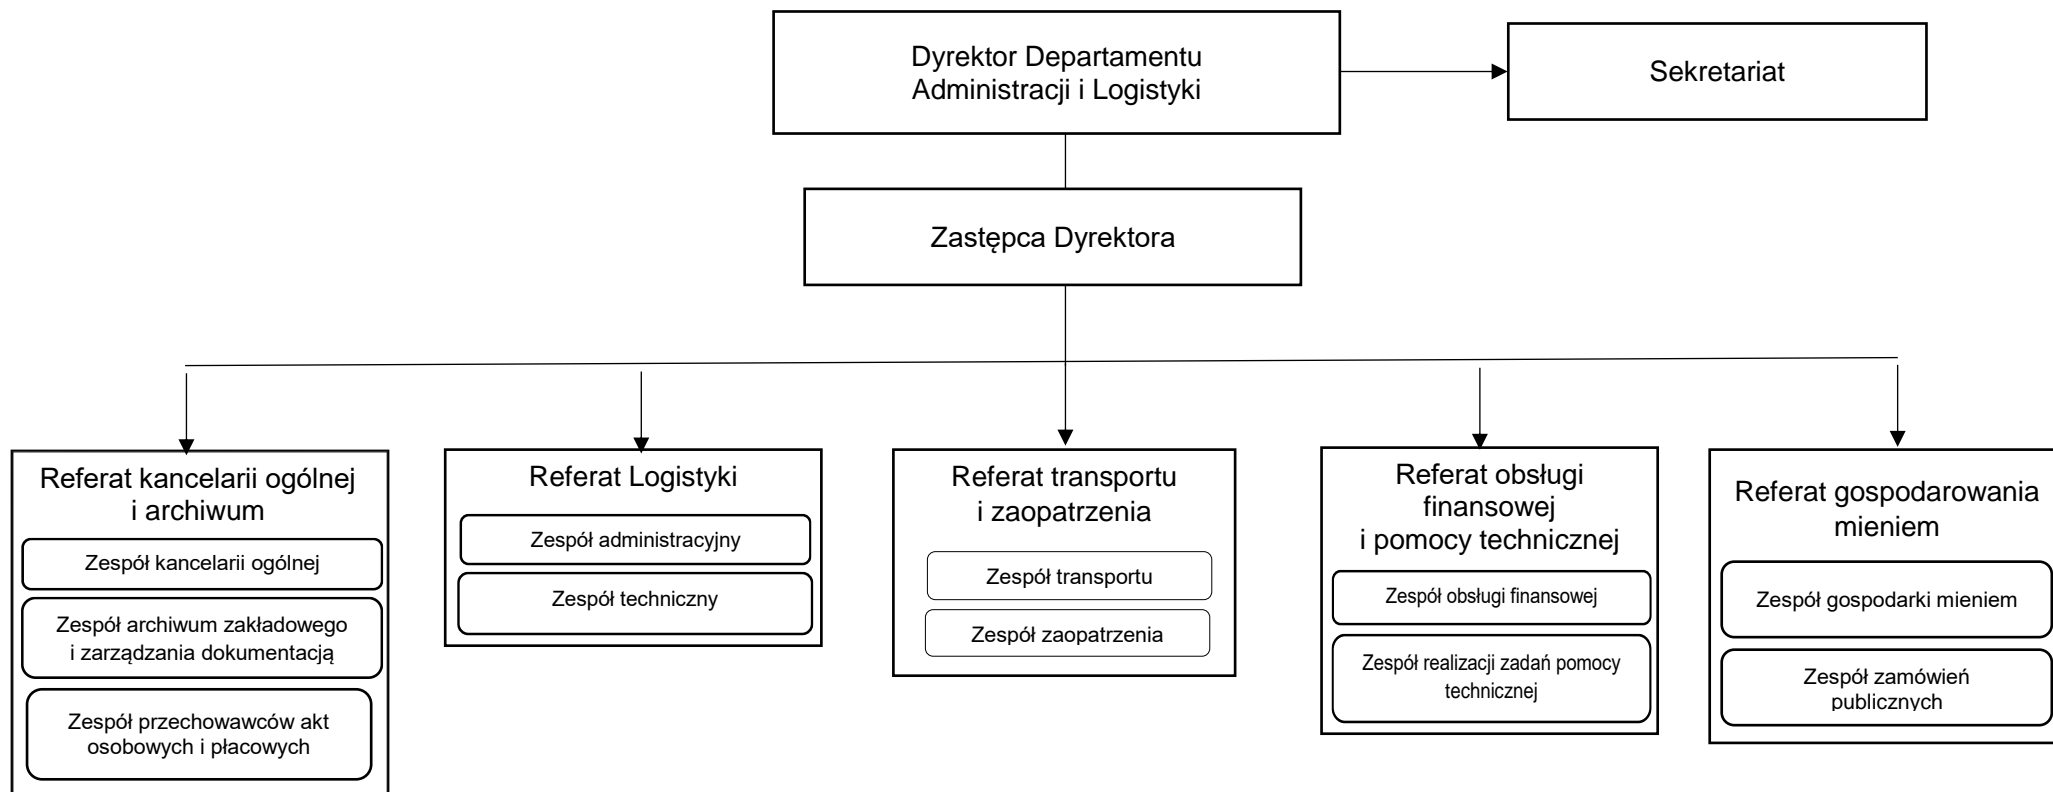 Dyrektor Departamentu
Administracji i Logistyki
Sekretariat
Zastępca Dyrektora
Referat kancelarii ogólnej
i archiwum
Zespół kancelarii ogólnej
Zespół archiwum zakładowego
i zarządzania dokumentacją
Zespół przechowawców akt
osobowych i płacowych
Referat Logistyki
Zespół administracyjny
Zespół techniczny
Referat transportu
i zaopatrzenia
Zespół transportu
Zespół zaopatrzenia
Referat obsługi
finansowej
i pomocy technicznej
Zespół obsługi finansowej
Zespół realizacji zadań pomocy
technicznej
Referat gospodarowania
mieniem
Zespół gospodarki mieniem
Zespół zamówień
publicznych